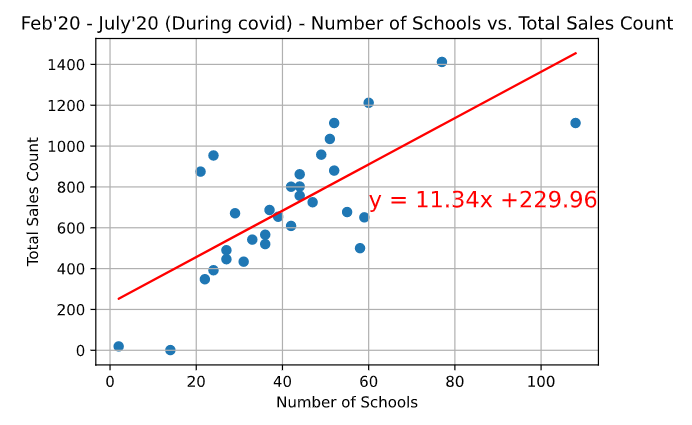 Feb'20 - July'20 (During covid) - Number of Schools vs. Total Sales Count
1400
1200
1000
800
600
400
200
0
Total Sales Count
y = 11.34x +229.96
0 20 40 60 80 100
Number of Schools